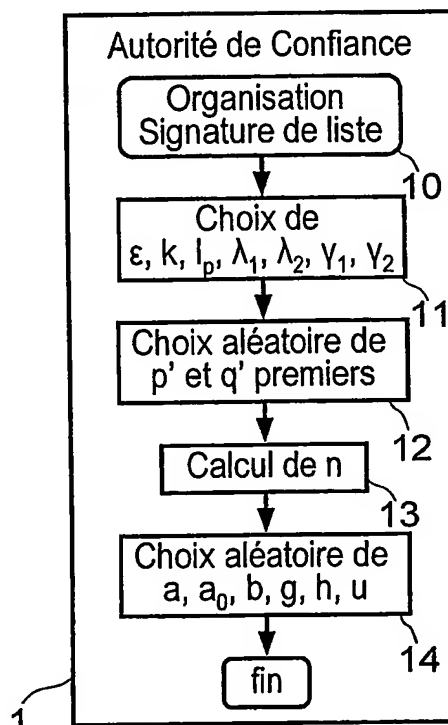 Autorité de Confiance
Organisation
Signature de liste
10
Choix de
ε, k, lp, λ1, λ2, γ1, γ2
11
Choix aléatoire de
p' et q' premiers
12
Calcul de n
13
Choix aléatoire de
a, a0, b, g, h, u
14
fin
1